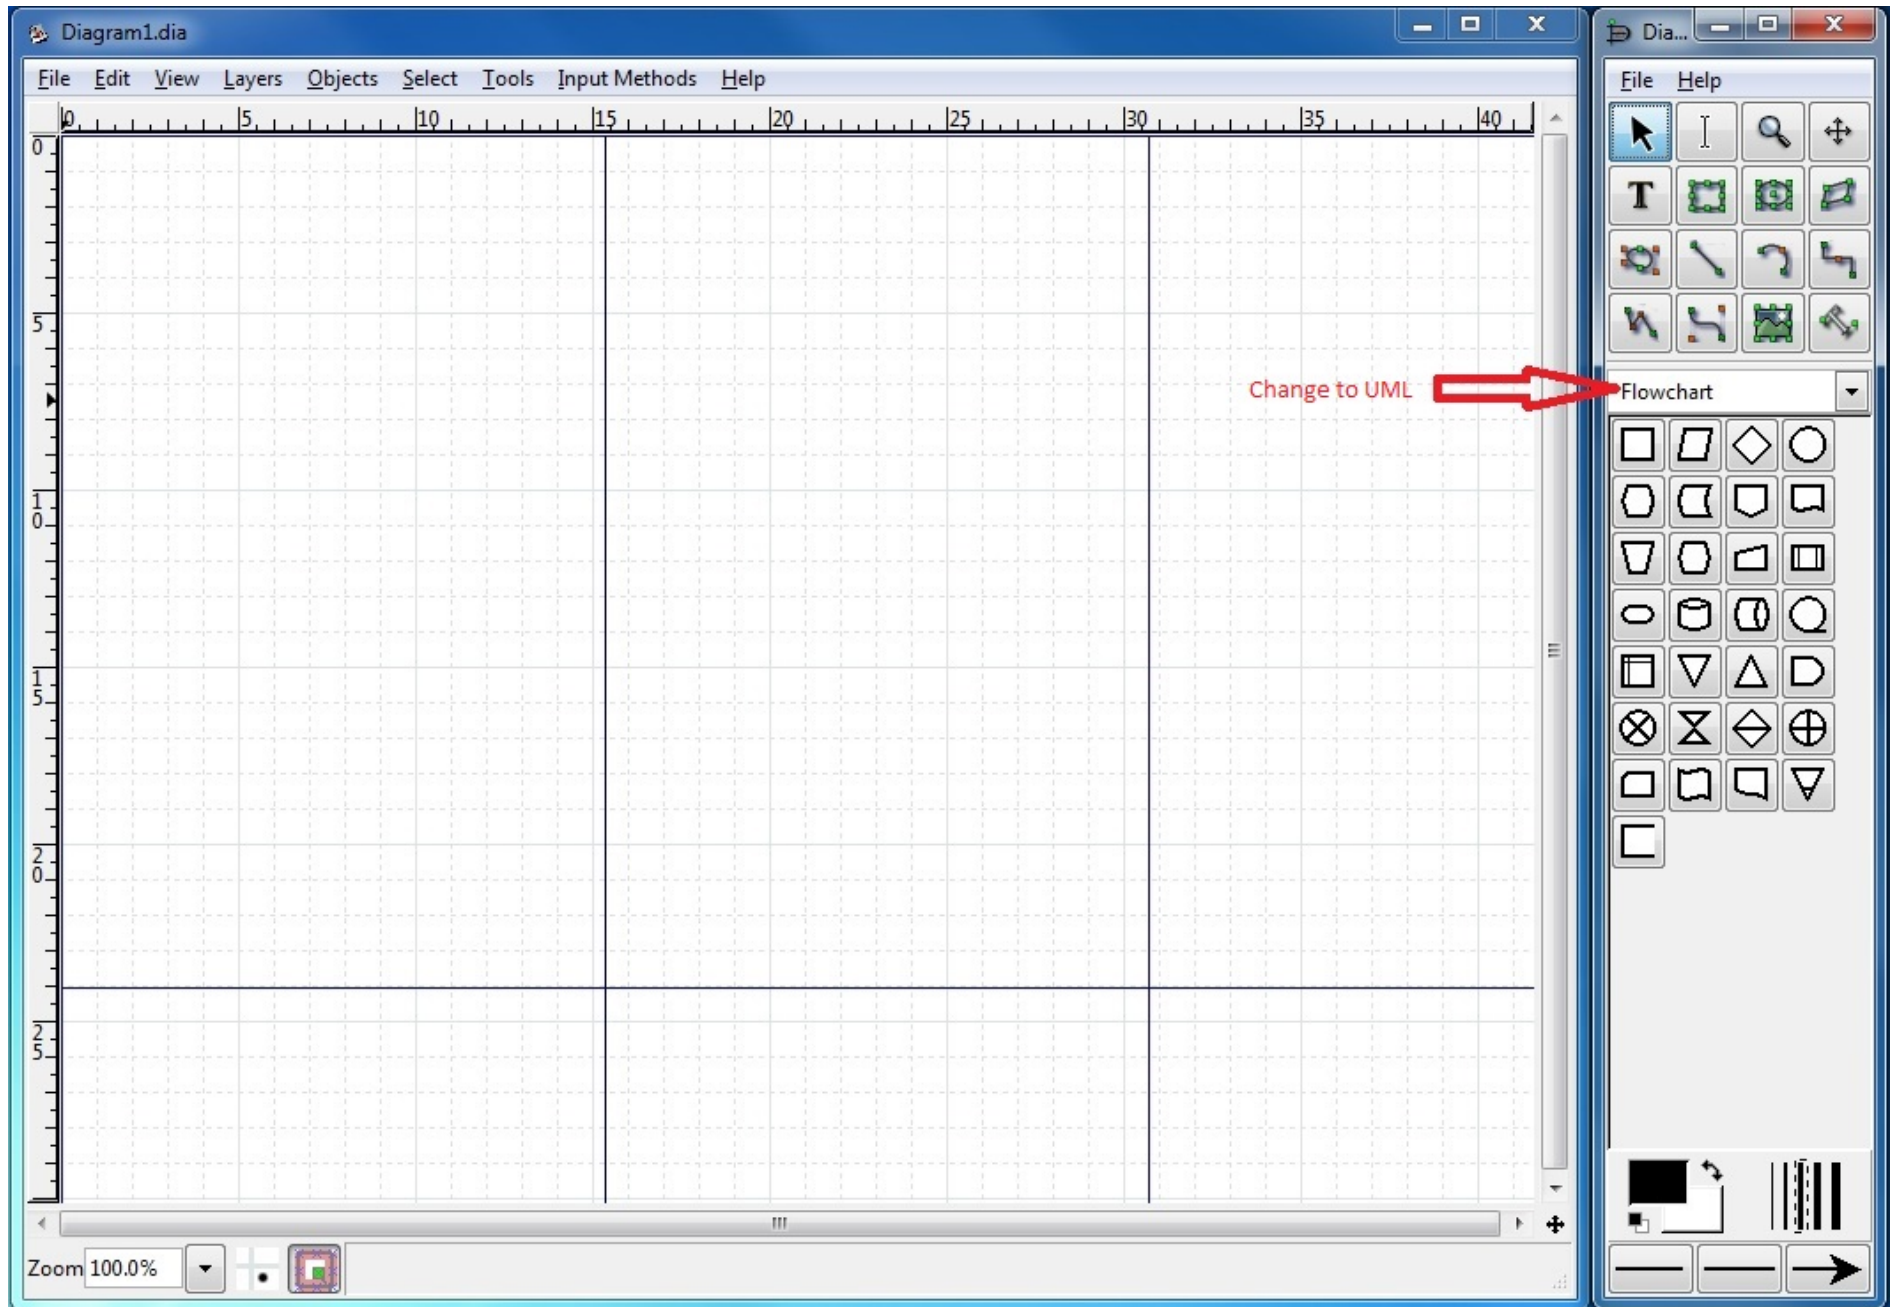 Diagram1.dia
File Edit View Layers Objects Select Tools Input Methods Help
0 5 10 15 20 25 30 35 40
0
5
10
15
20
25
Change to UML
Zoom 100.0%
Dia...
File Help
T
Flowchart